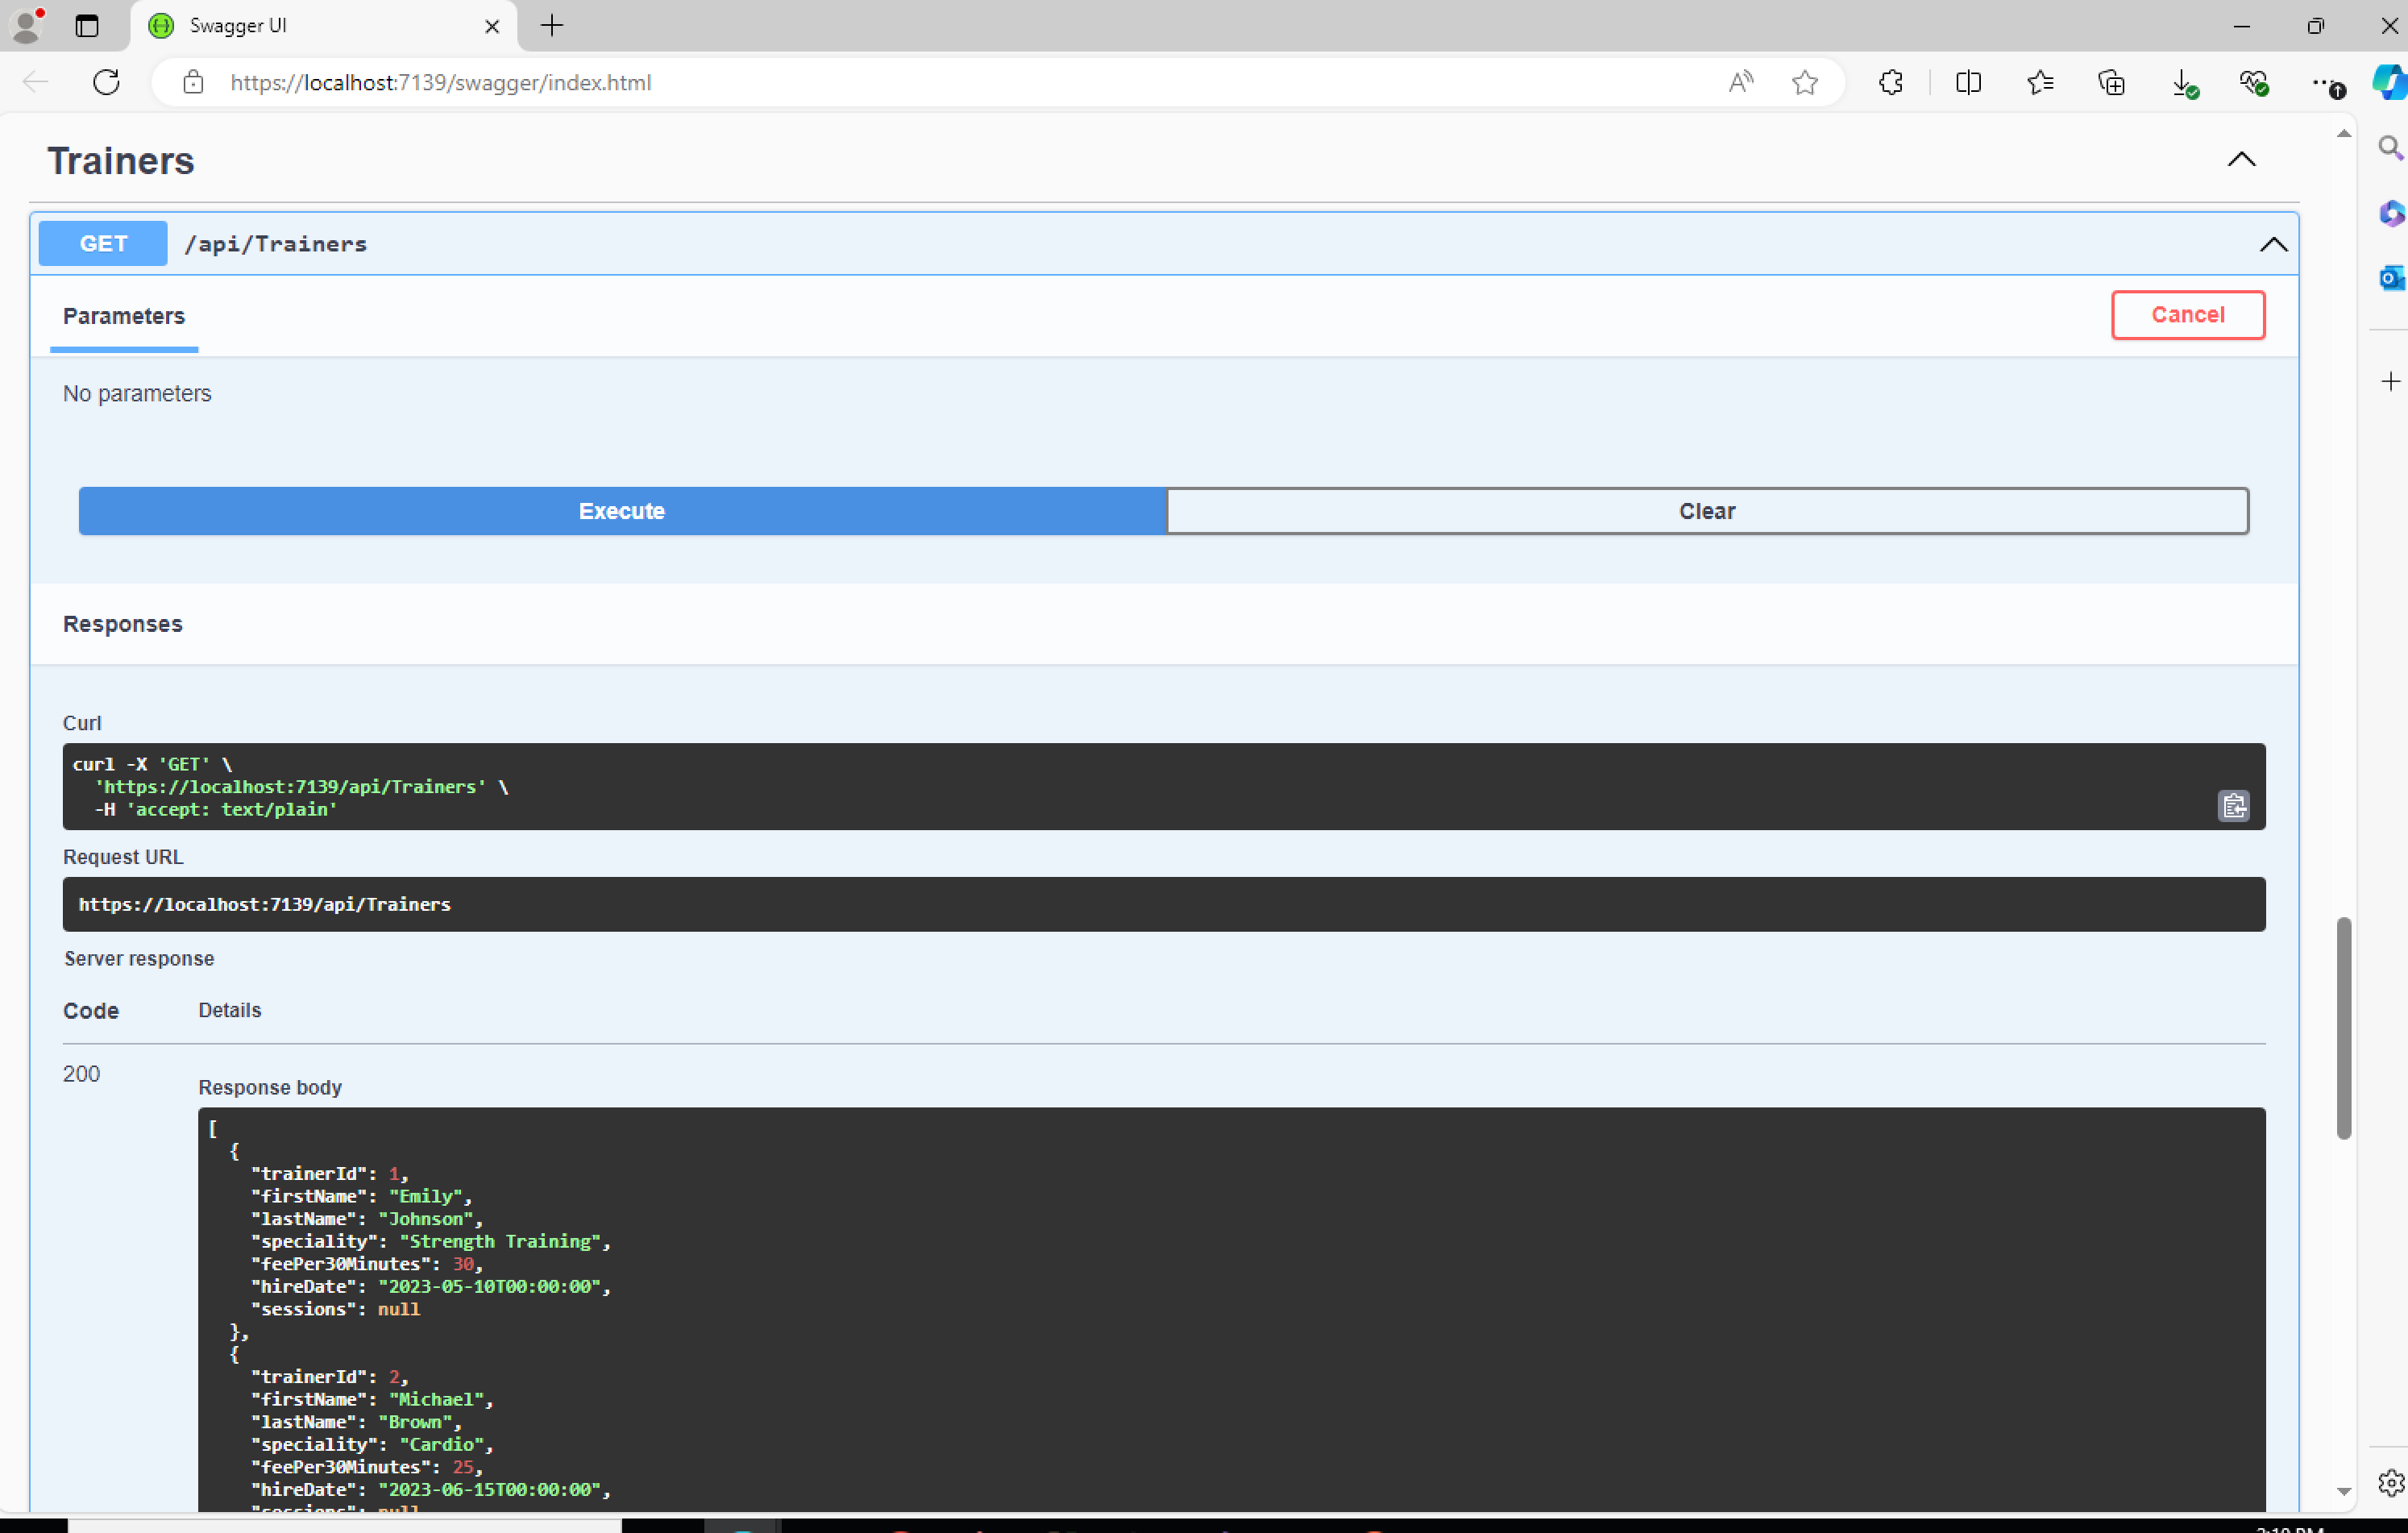 Swagger UI
https://localhost:7139/swagger/index.html
Trainers
GET /api/Trainers
Parameters
Cancel
No parameters
Execute
Clear
Responses
Curl
curl -X 'GET' \
  'https://localhost:7139/api/Trainers' \
  -H 'accept: text/plain'
Request URL
https://localhost:7139/api/Trainers
Server response
Code Details
200
Response body
[
  {
    "trainerId": 1,
    "firstName": "Emily",
    "lastName": "Johnson",
    "speciality": "Strength Training",
    "feePer30Minutes": 30,
    "hireDate": "2023-05-10T00:00:00",
    "sessions": null
  },
  {
    "trainerId": 2,
    "firstName": "Michael",
    "lastName": "Brown",
    "speciality": "Cardio",
    "feePer30Minutes": 25,
    "hireDate": "2023-06-15T00:00:00",
    "sessions": null